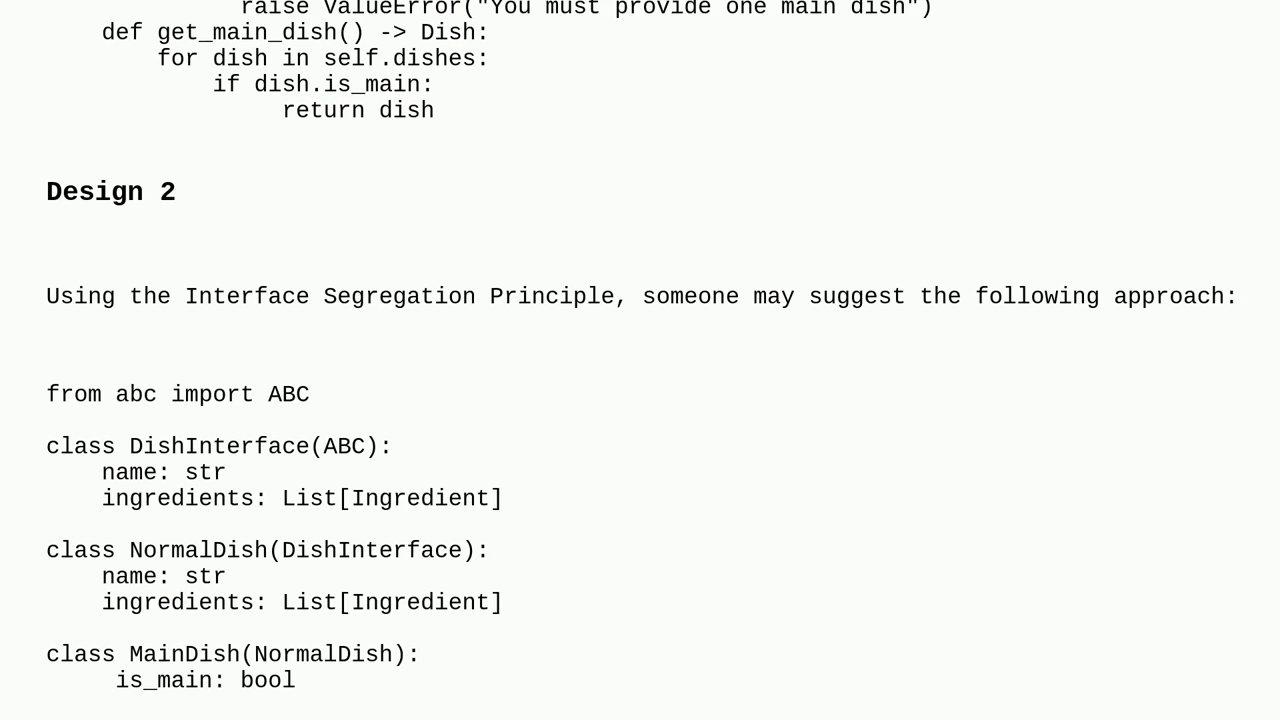 raise ValueError("You must provide one main dish")
def get_main_dish() -> Dish:
for dish in self.dishes:
if dish.is_main:
return dish
Design 2
Using the Interface Segregation Principle, someone may suggest the following approach:
from abc import ABC
class DishInterface(ABC):
name: str
ingredients: List[Ingredient]
class NormalDish(DishInterface):
name: str
ingredients: List[Ingredient]
class MainDish(NormalDish):
is_main: bool